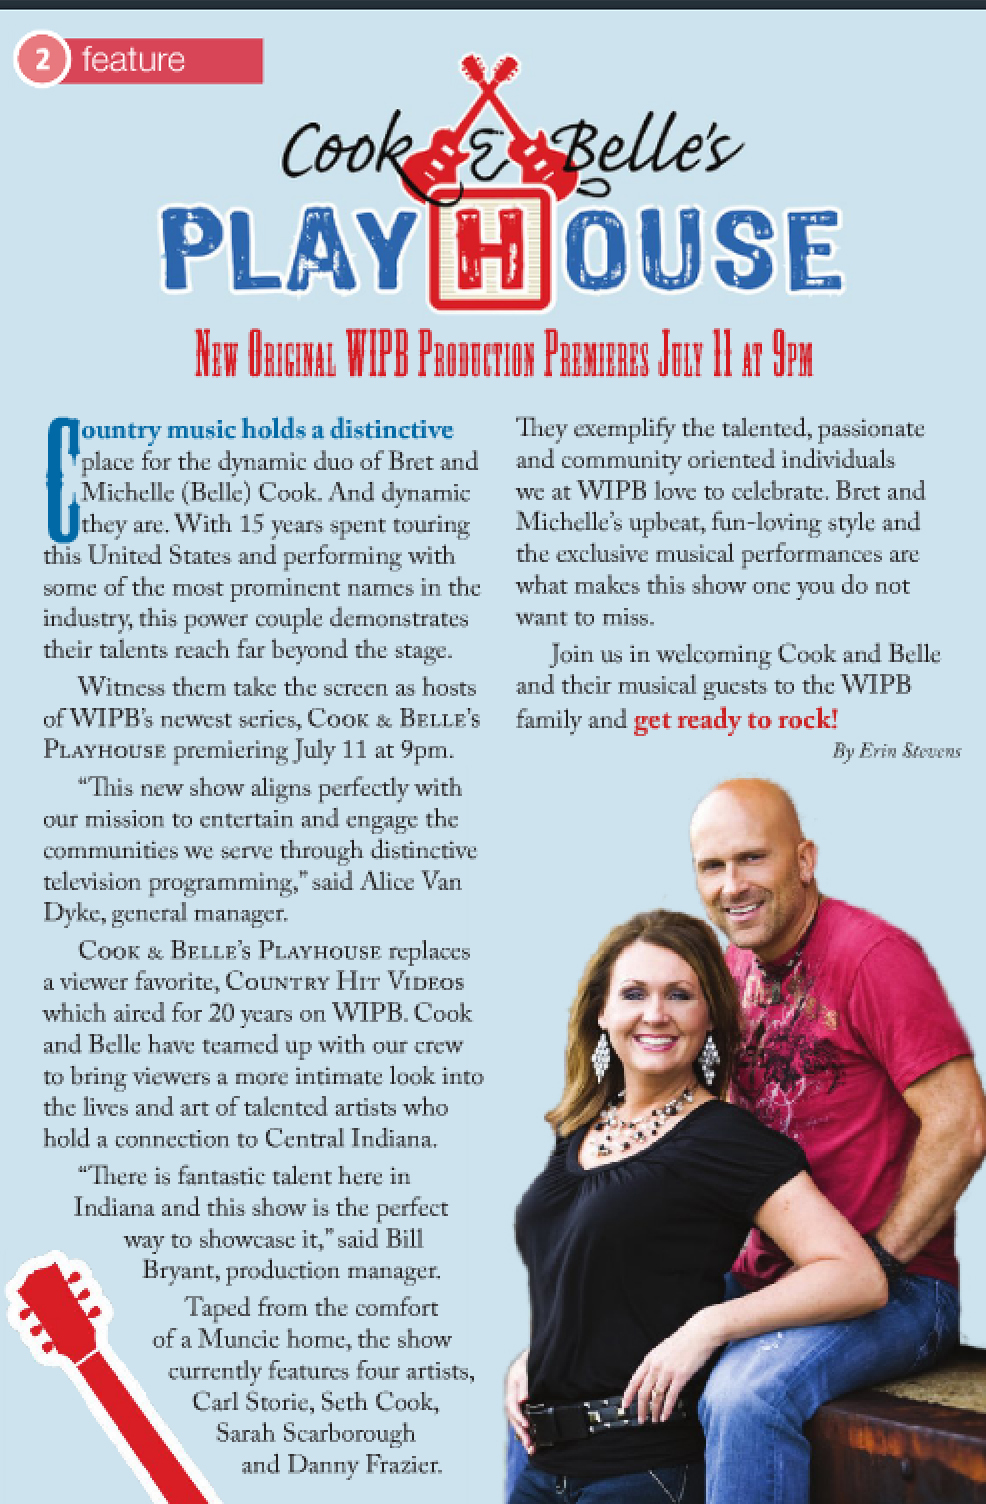 2 feature
Cook & Belle's
PLAYHOUSE
New Original WIPB Production Premieres July 11 at 9pm
Country music holds a distinctive
place for the dynamic duo of Bret and
Michelle (Belle) Cook. And dynamic
they are. With 15 years spent touring
this United States and performing with
some of the most prominent names in the
industry, this power couple demonstrates
their talents reach far beyond the stage.
Witness them take the screen as hosts
of WIPB's newest series, Cook & Belle's
Playhouse premiering July 11 at 9pm.
“This new show aligns perfectly with
our mission to entertain and engage the
communities we serve through distinctive
television programming,” said Alice Van
Dyke, general manager.
Cook & Belle's Playhouse replaces
a viewer favorite, Country Hit Videos
which aired for 20 years on WIPB. Cook
and Belle have teamed up with our crew
to bring viewers a more intimate look into
the lives and art of talented artists who
hold a connection to Central Indiana.
“There is fantastic talent here in
Indiana and this show is the perfect
way to showcase it,” said Bill
Bryant, production manager.
Taped from the comfort
of a Muncie home, the show
currently features four artists,
Carl Storie, Seth Cook,
Sarah Scarborough
and Danny Frazier.
They exemplify the talented, passionate
and community oriented individuals
we at WIPB love to celebrate. Bret and
Michelle's upbeat, fun-loving style and
the exclusive musical performances are
what makes this show one you do not
want to miss.
Join us in welcoming Cook and Belle
and their musical guests to the WIPB
family and get ready to rock!
By Erin Stevens